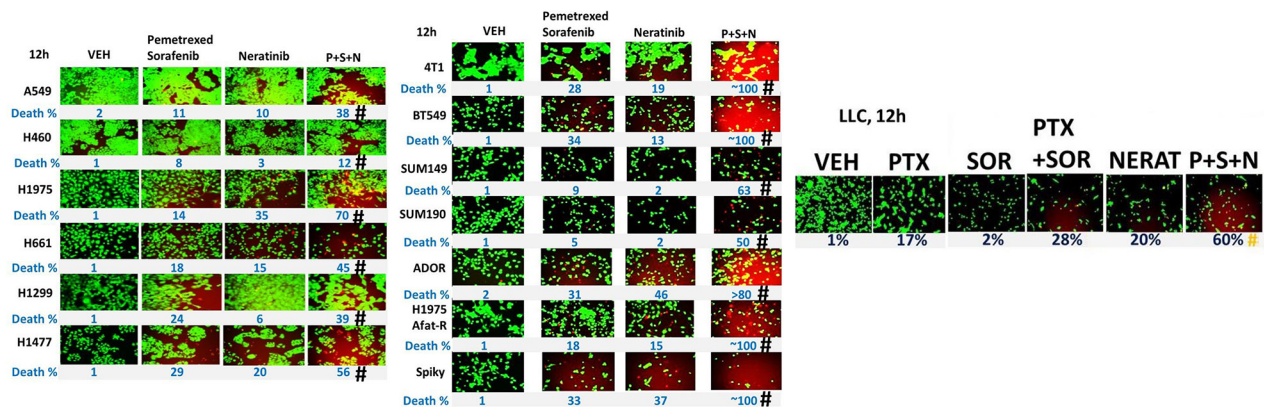 12h VEH Pemetrexed Sorafenib Neratinib P+S+N
A549
Death % 2 11 10 38 #
H460
Death % 1 8 3 12 #
H1975
Death % 1 14 35 70 #
H661
Death % 1 18 15 45 #
H1299
Death % 1 24 6 39 #
H1477
Death % 1 29 20 56 #
12h VEH Pemetrexed Sorafenib Neratinib P+S+N
4T1
Death % 1 28 19 ~100 #
BT549
Death % 1 34 13 ~100 #
SUM149
Death % 1 9 2 63 #
SUM190
Death % 1 5 2 50 #
ADOR
Death % 2 31 46 >80 #
H1975
Afat-R
Death % 1 18 15 ~100 #
Spiky
Death % 1 33 37 ~100 #
LLC, 12h
VEH PTX SOR PTX +SOR NERAT P+S+N
1% 17% 2% 28% 20% 60% #